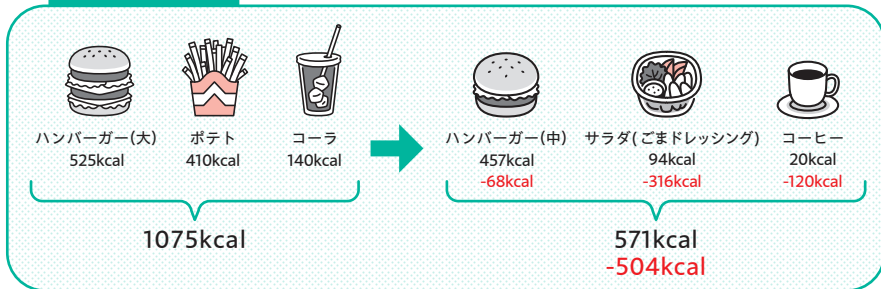 ハンバーガー(大)
525kcal
ポテト
410kcal
コーラ
140kcal
1075kcal
ハンバーガー(中)
457kcal
-68kcal
サラダ(ごまドレッシング)
94kcal
-316kcal
コーヒー
20kcal
-120kcal
571kcal
-504kcal